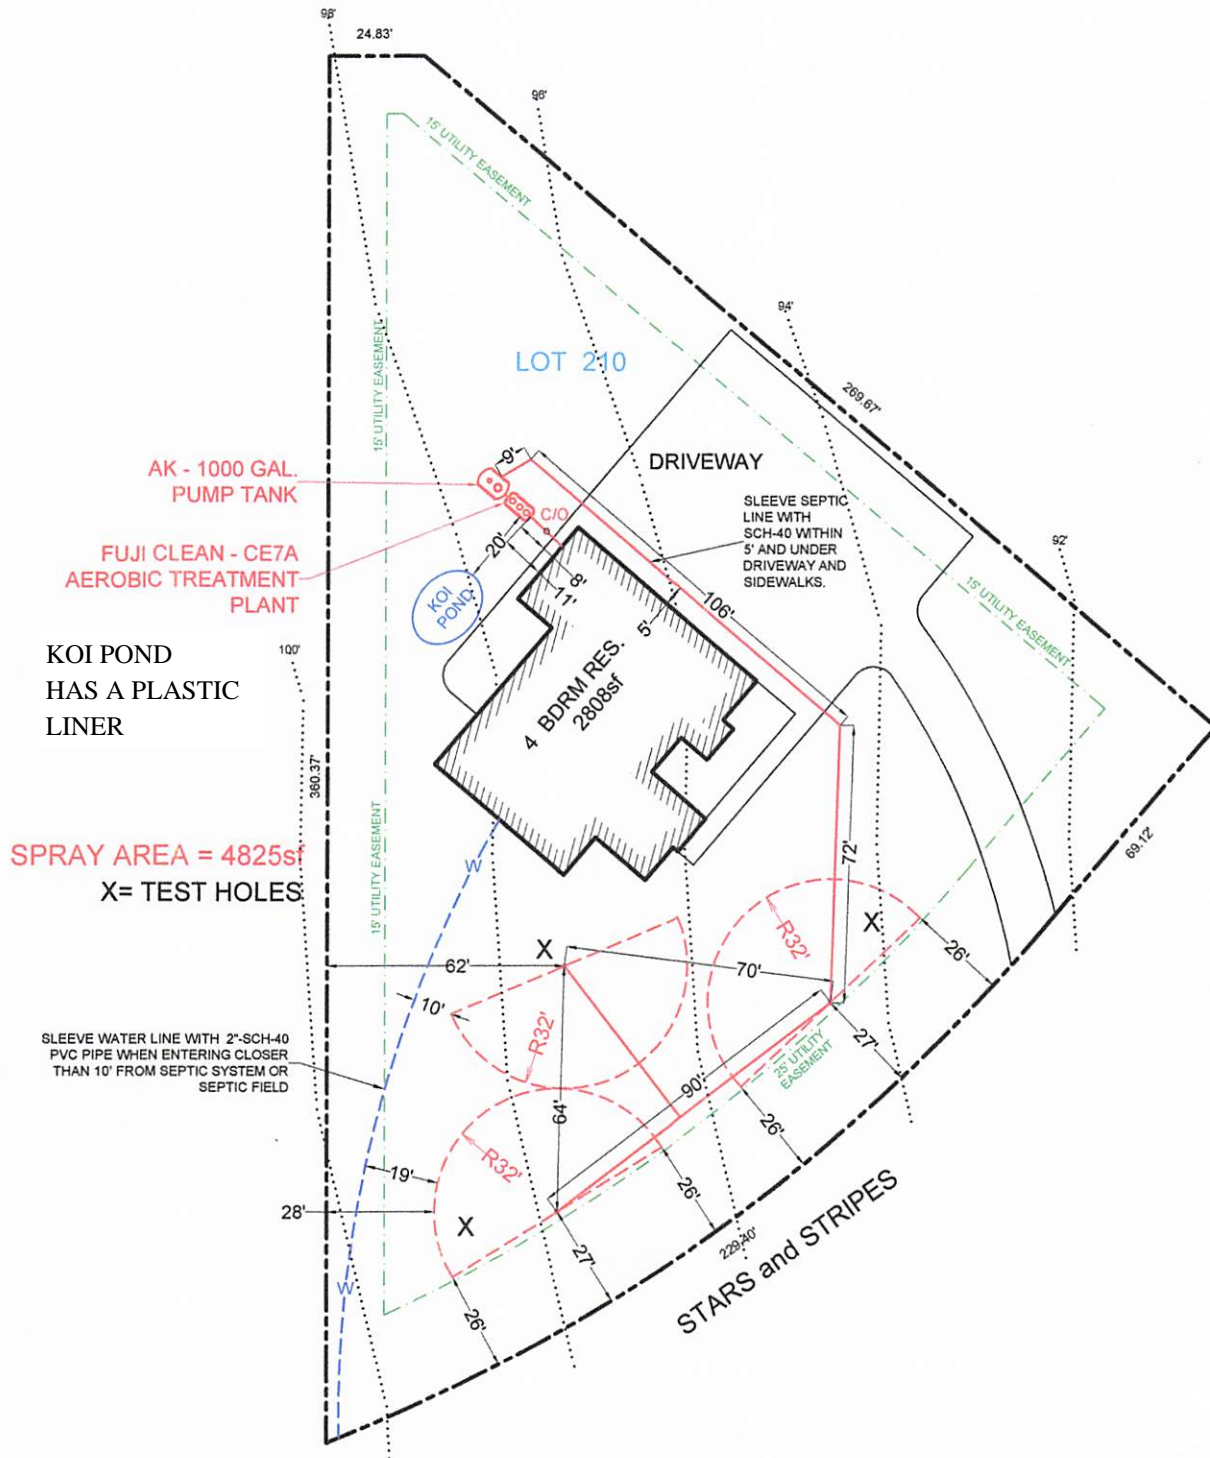 98'
24.83'
96'
15' UTILITY EASEMENT
94'
15' UTILITY EASEMENT
LOT 210
269.67'
AK - 1000 GAL.
PUMP TANK
9'
DRIVEWAY
SLEEVE SEPTIC
LINE WITH
SCH-40 WITHIN
5' AND UNDER
DRIVEWAY AND
SIDEWALKS.
C/O
92'
FUJI CLEAN - CE7A
AEROBIC TREATMENT
PLANT
20'
8'
11'
KOI
POND
106'
5'
15' UTILITY EASEMENT
KOI POND
HAS A PLASTIC
LINER
100'
4 BDRM RES.
2808sf
360.37'
SPRAY AREA = 4825sf
X= TEST HOLES
15' UTILITY EASEMENT
W
72'
69.12'
X
R32'
X
62'
70'
26'
10'
SLEEVE WATER LINE WITH 2"-SCH-40
PVC PIPE WHEN ENTERING CLOSER
THAN 10' FROM SEPTIC SYSTEM OR
SEPTIC FIELD
R32'
27'
25' UTILITY
EASEMENT
90'
64'
26'
R32'
19'
26'
28'
X
27'
229.40'
STARS and STRIPES
W
26'